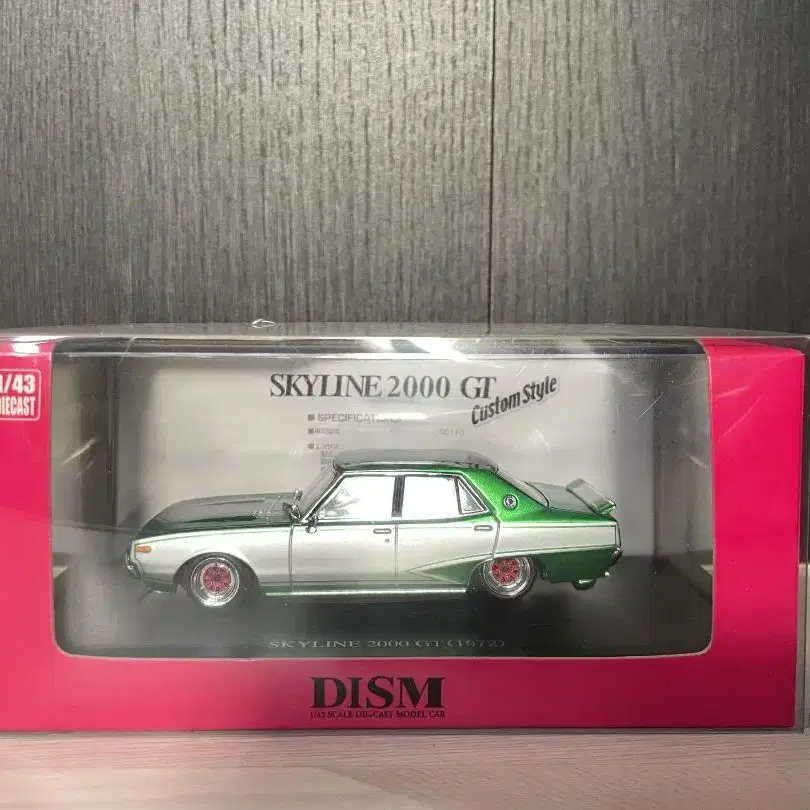 1/43
DIECAST
SKYLINE 2000 GT
Custom Style
■ SPECIFICATIONS
SKYLINE 2000 GT (1972)
DISM
1/43 SCALE DIE-CAST MODEL CAR